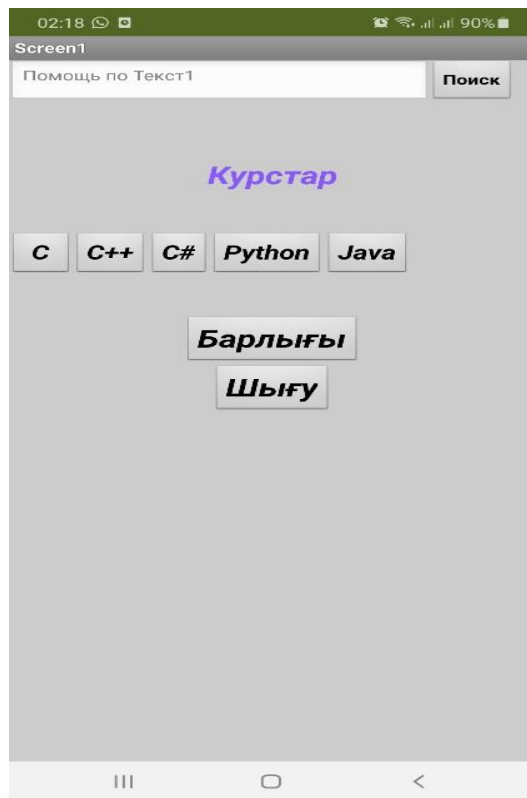 02:18 90%
Screen1
Помощь по Текст1 Поиск
Курстар
C C++ C# Python Java
Барлығы
Шығу